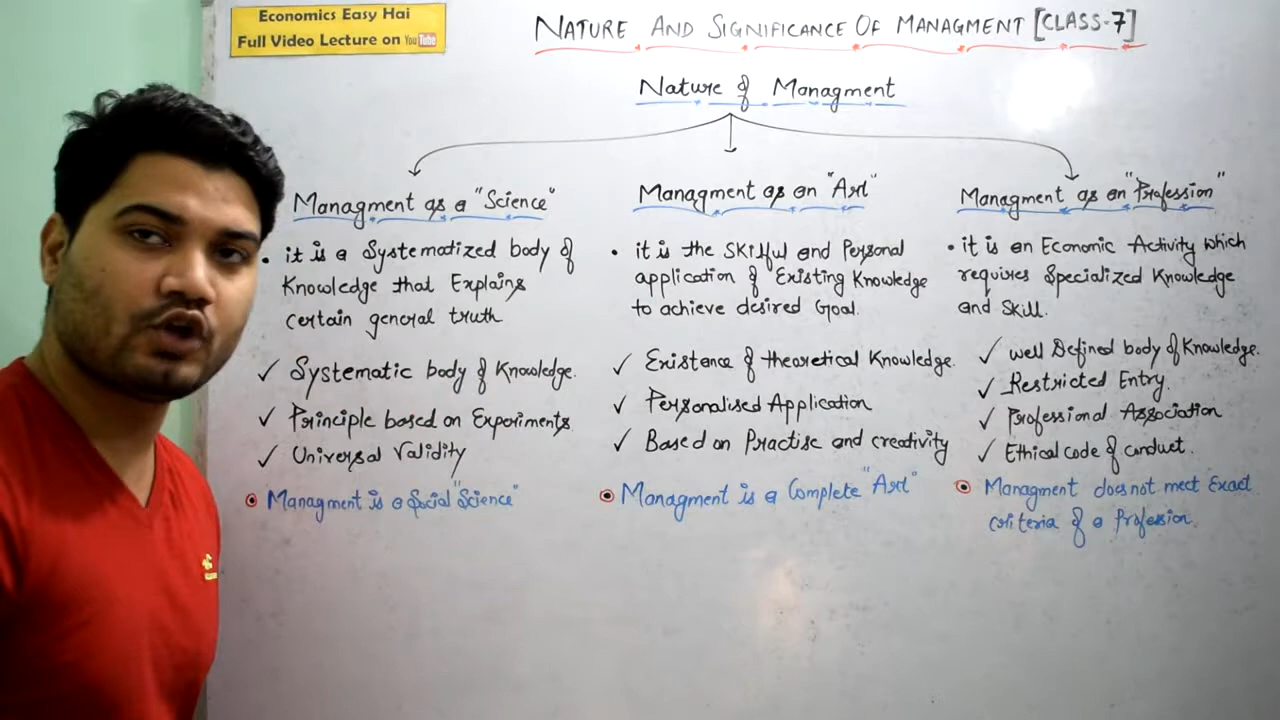 Economics Easy Hai
Full Video Lecture on YouTube
NATURE AND SIGNIFICANCE OF MANAGMENT [CLASS-7]
Nature of Managment
Managment as a "Science"
it is a Systematized body of
Knowledge that Explains
certain general truth
✓ Systematic body of Knowledge.
✓ Principle based on Experiments
✓ Universal Validity
Managment is a Social "Science"
Managment as an "Art"
it is the Skilful and Personal
application of Existing Knowledge
to achieve desired Goal.
✓ Existence of theoretical Knowledge.
✓ Personalised Application
✓ Based on Practise and creativity
Managment is a Complete "Art"
Managment as an "Profession"
it is an Economic Activity which
requires Specialized Knowledge
and Skill.
✓ well Defined body of Knowledge.
✓ Restricted Entry.
✓ Professional Association
✓ Ethical code of conduct.
Managment does not meet Exact
criteria of a Profession.